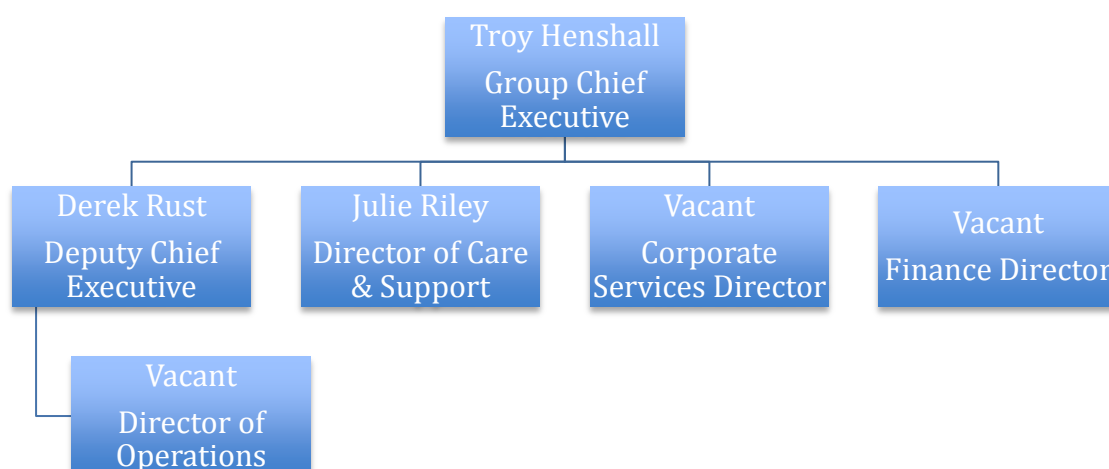 Troy Henshall
Group Chief
Executive
Derek Rust
Deputy Chief
Executive
Julie Riley
Director of Care
& Support
Vacant
Corporate
Services Director
Vacant
Finance Director
Vacant
Director of
Operations